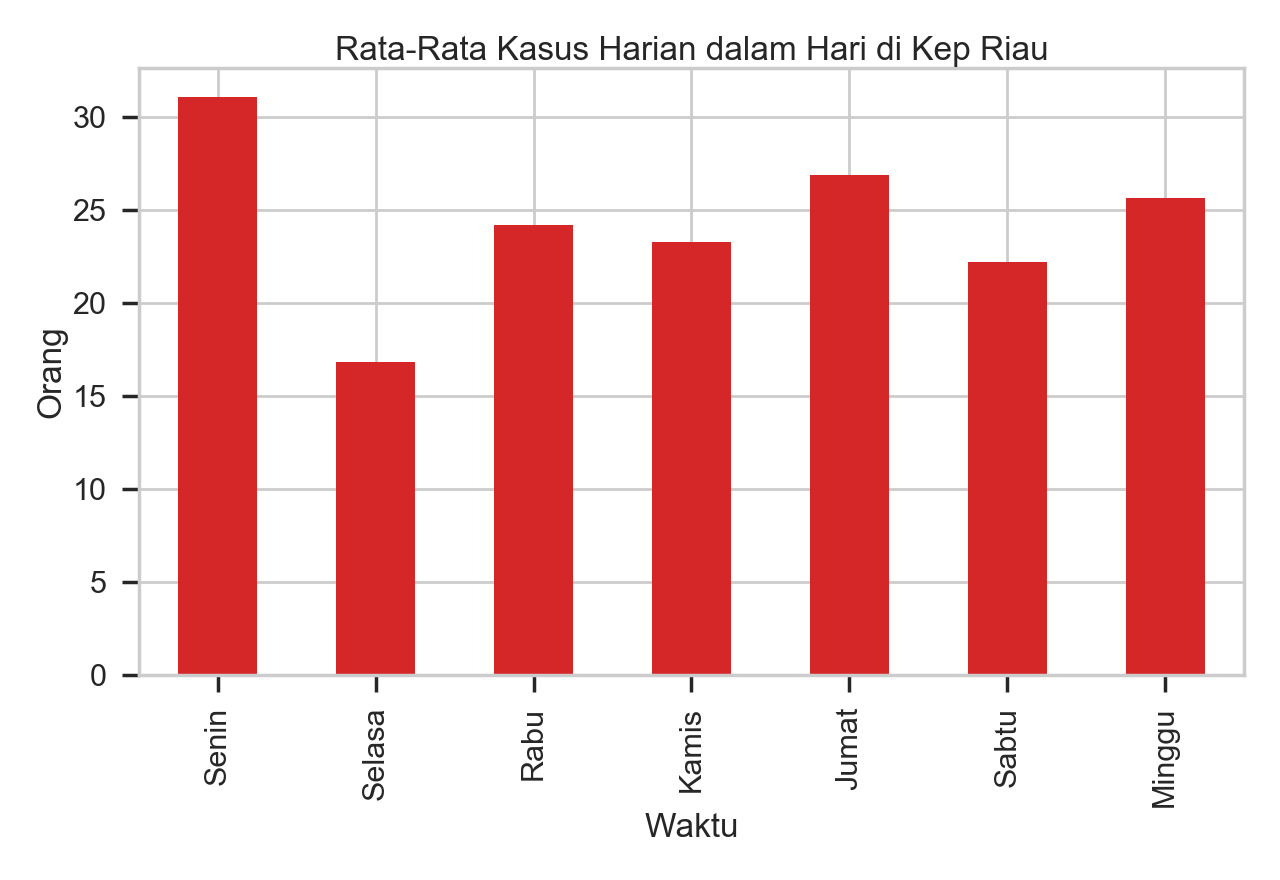 Rata-Rata Kasus Harian dalam Hari di Kep Riau
30
25
20
15
10
5
0
Orang
Senin
Selasa
Rabu
Kamis
Jumat
Sabtu
Minggu
Waktu